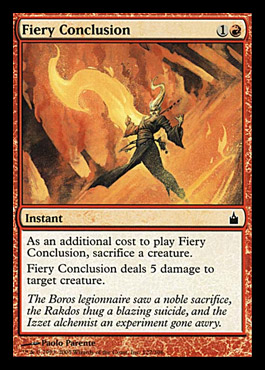 Fiery Conclusion
1
Instant
As an additional cost to play Fiery
Conclusion, sacrifice a creature.
Fiery Conclusion deals 5 damage to
target creature.
The Boros legionnaire saw a noble sacrifice,
the Rakdos thug a blazing suicide, and the
Izzet alchemist an experiment gone awry.
Paolo Parente